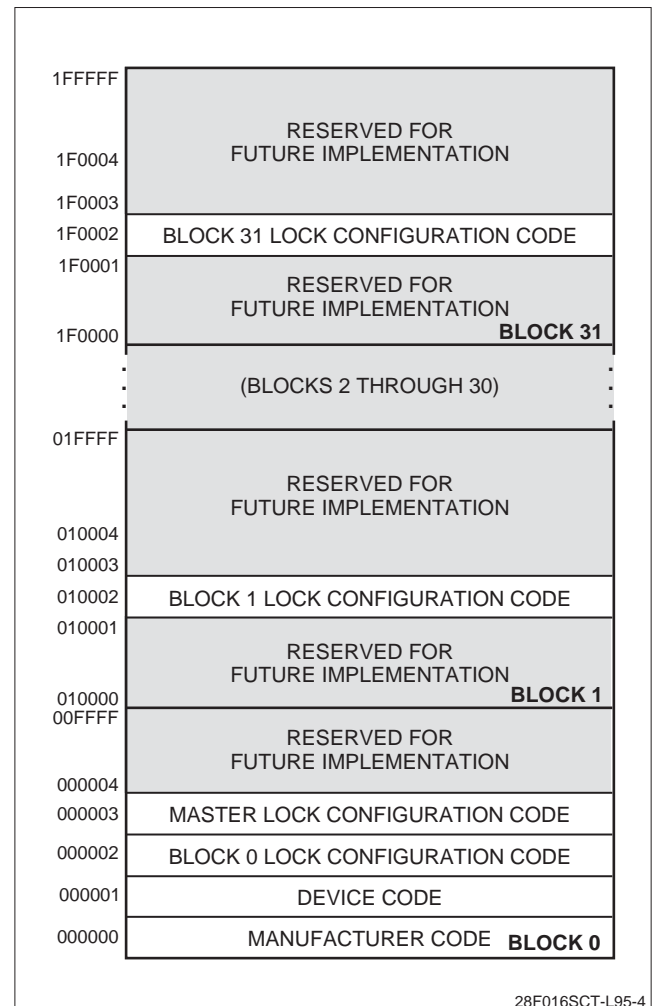 1FFFFF
RESERVED FOR
FUTURE IMPLEMENTATION
1F0004
1F0003
1F0002 BLOCK 31 LOCK CONFIGURATION CODE
1F0001
RESERVED FOR
FUTURE IMPLEMENTATION
BLOCK 31
1F0000
(BLOCKS 2 THROUGH 30)
01FFFF
RESERVED FOR
FUTURE IMPLEMENTATION
010004
010003
010002 BLOCK 1 LOCK CONFIGURATION CODE
010001
RESERVED FOR
FUTURE IMPLEMENTATION
010000 BLOCK 1
00FFFF
RESERVED FOR
FUTURE IMPLEMENTATION
000004
000003 MASTER LOCK CONFIGURATION CODE
000002 BLOCK 0 LOCK CONFIGURATION CODE
000001 DEVICE CODE
000000 MANUFACTURER CODE BLOCK 0
28F016SCT-L95-4